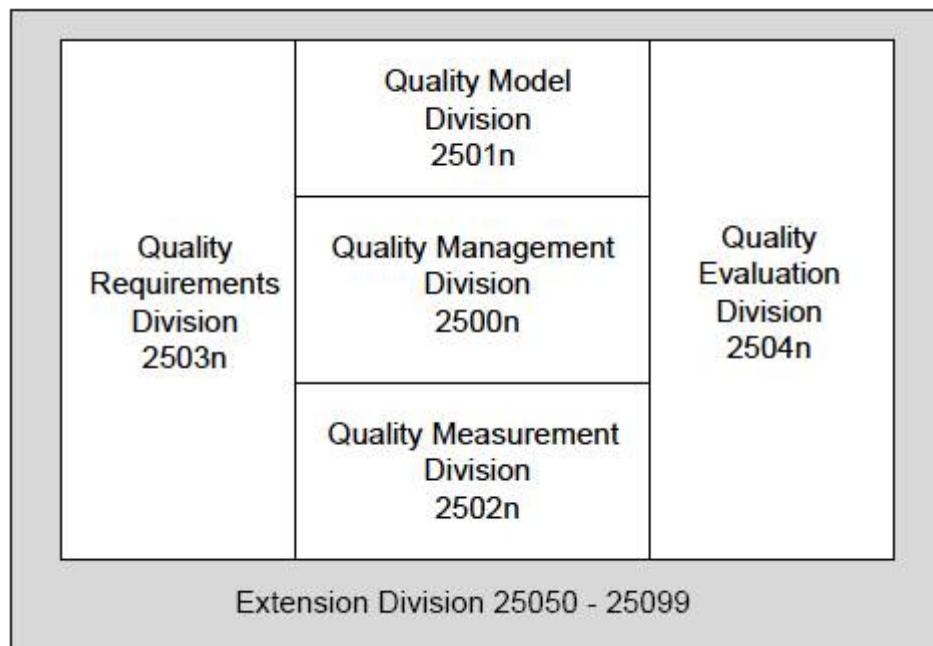 Quality Model
Division
2501n
Quality
Requirements
Division
2503n
Quality Management
Division
2500n
Quality
Evaluation
Division
2504n
Quality Measurement
Division
2502n
Extension Division 25050 - 25099